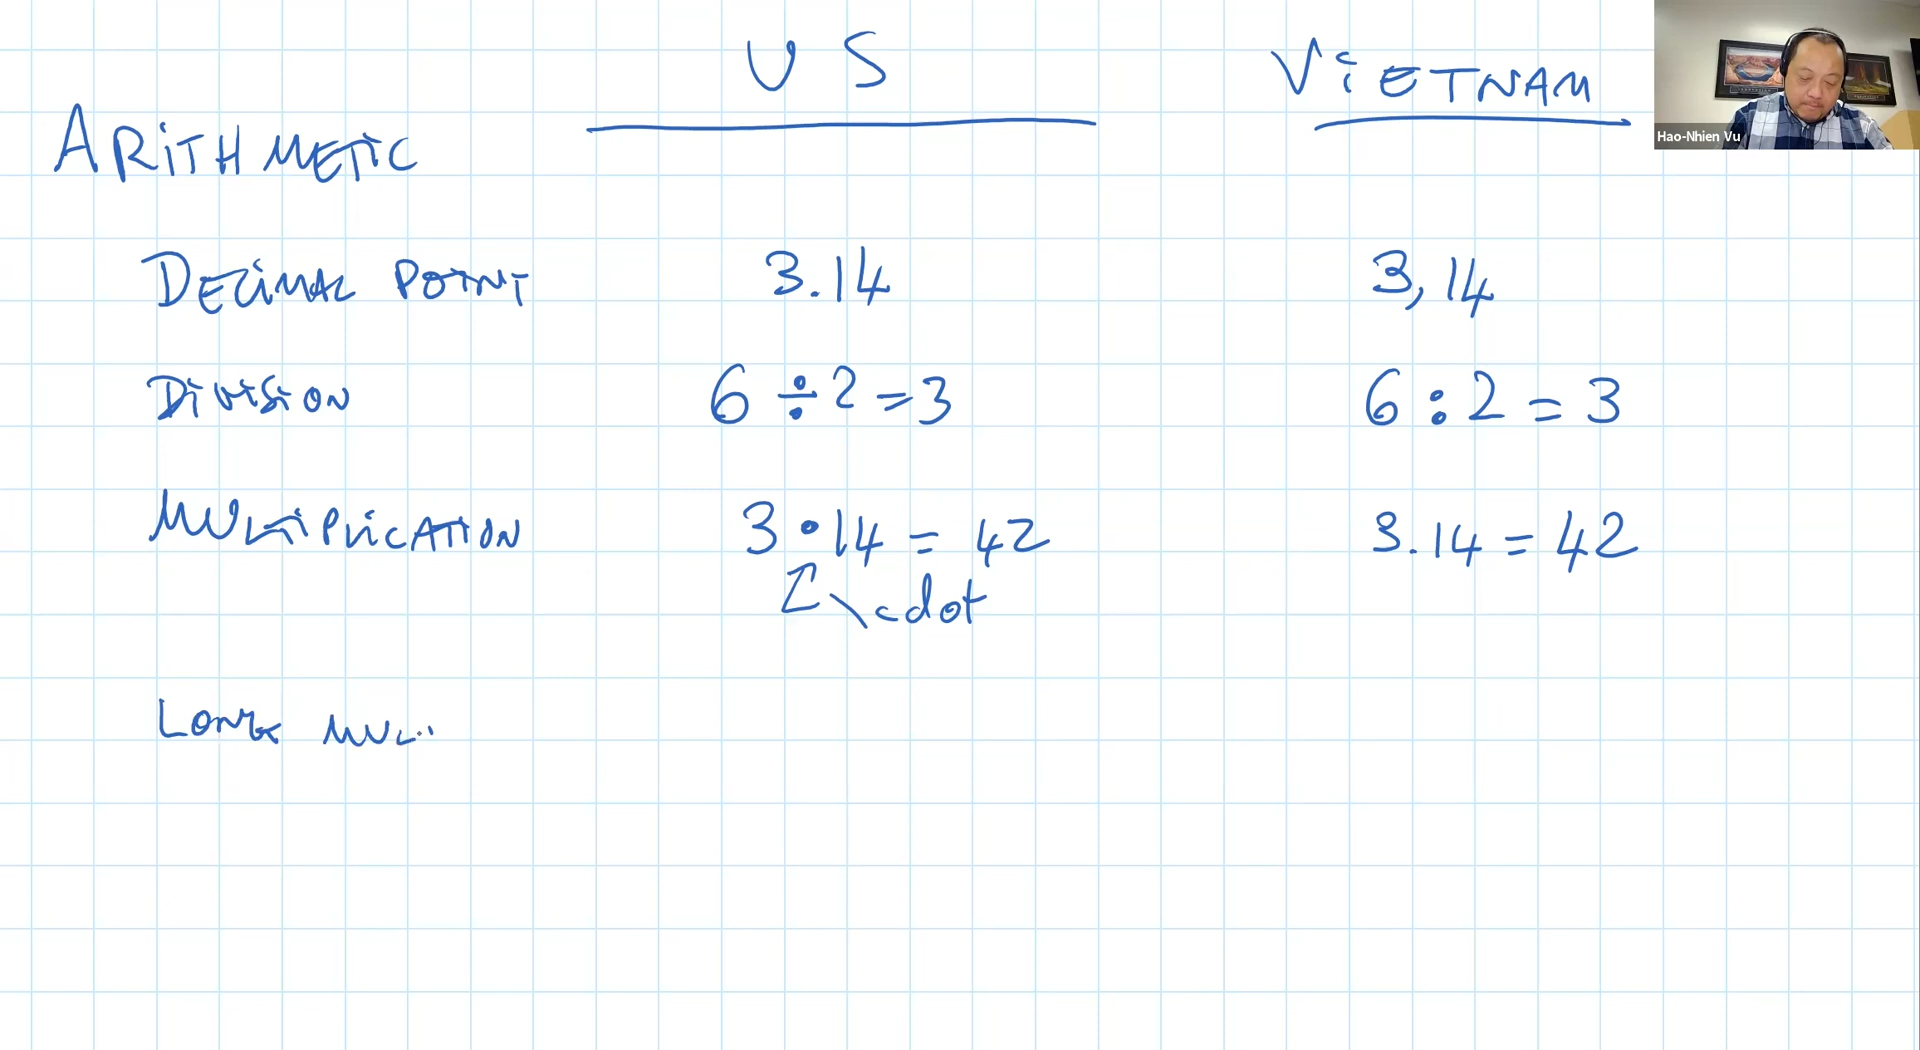 US VIETNAM
Hao-Nhien Vu
ARITHMETIC
DECIMAL POINT 3.14 3,14
DIVISION 6 ÷ 2 = 3 6 : 2 = 3
MULTIPLICATION 3 • 14 = 42 3.14 = 42
\cdot
LONG MUL..